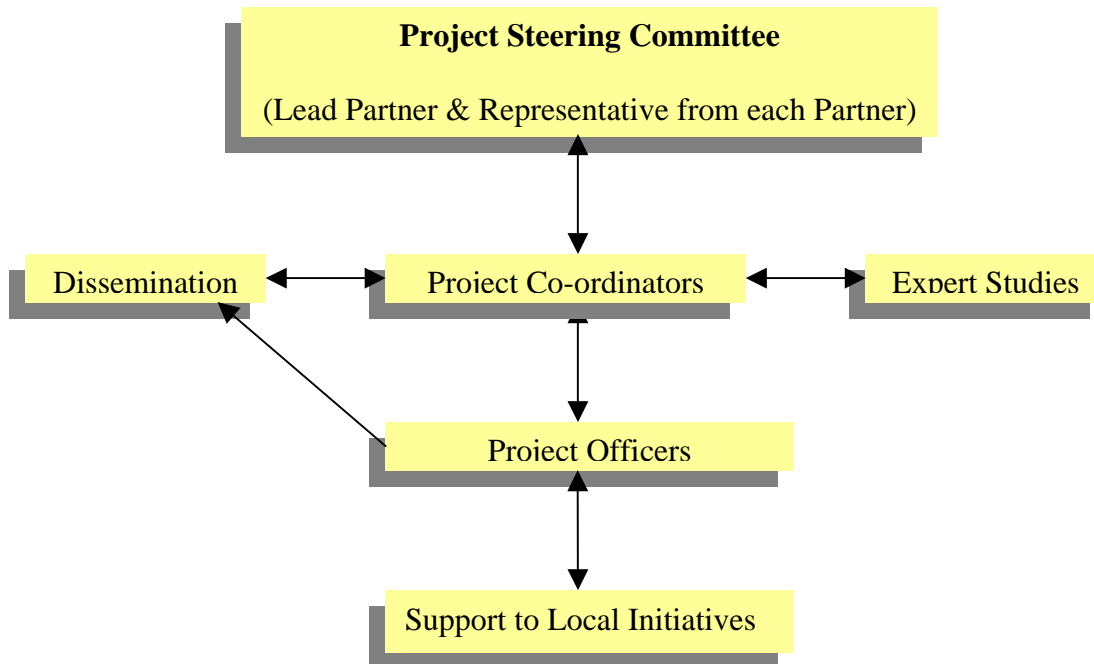 Project Steering Committee
(Lead Partner & Representative from each Partner)
Dissemination
Project Co-ordinators
Expert Studies
Project Officers
Support to Local Initiatives